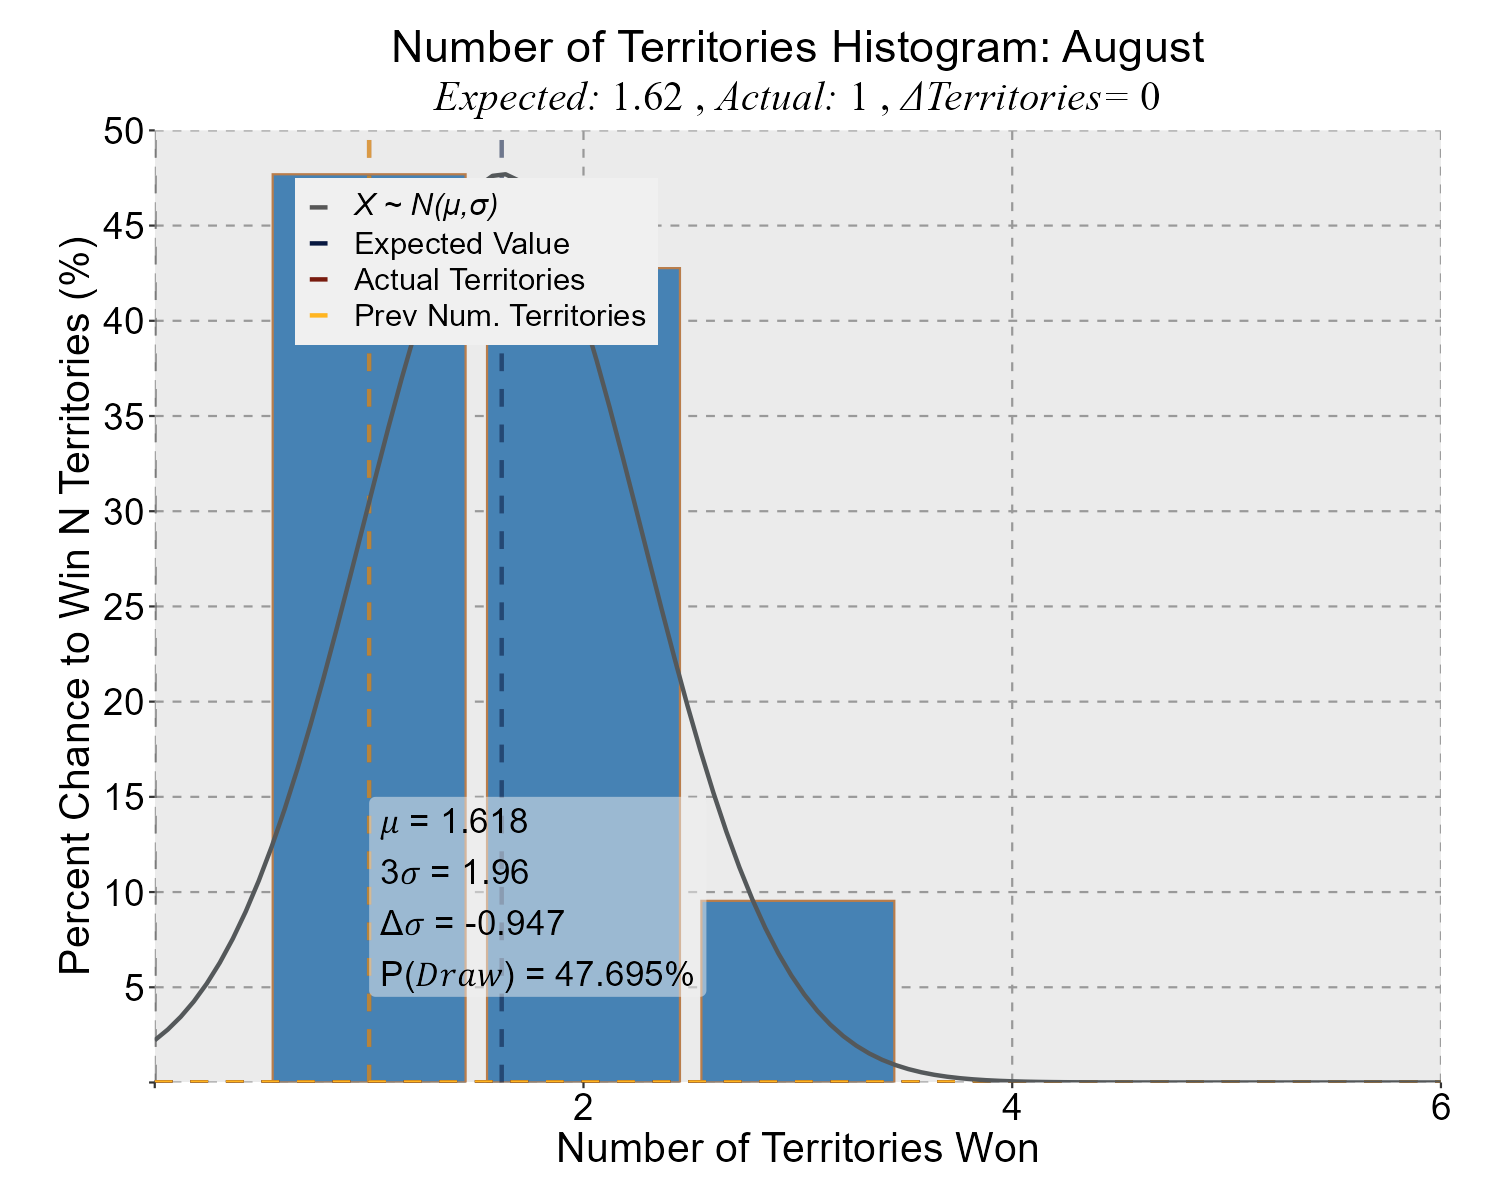 Number of Territories Histogram: August
Expected: 1.62 , Actual: 1 , ΔTerritories= 0
Percent Chance to Win N Territories (%)
50
45
40
35
30
25
20
15
10
5
X ~ N(μ,σ)
Expected Value
Actual Territories
Prev Num. Territories
μ = 1.618
3σ = 1.96
Δσ = -0.947
P(Draw) = 47.695%
2 4 6
Number of Territories Won